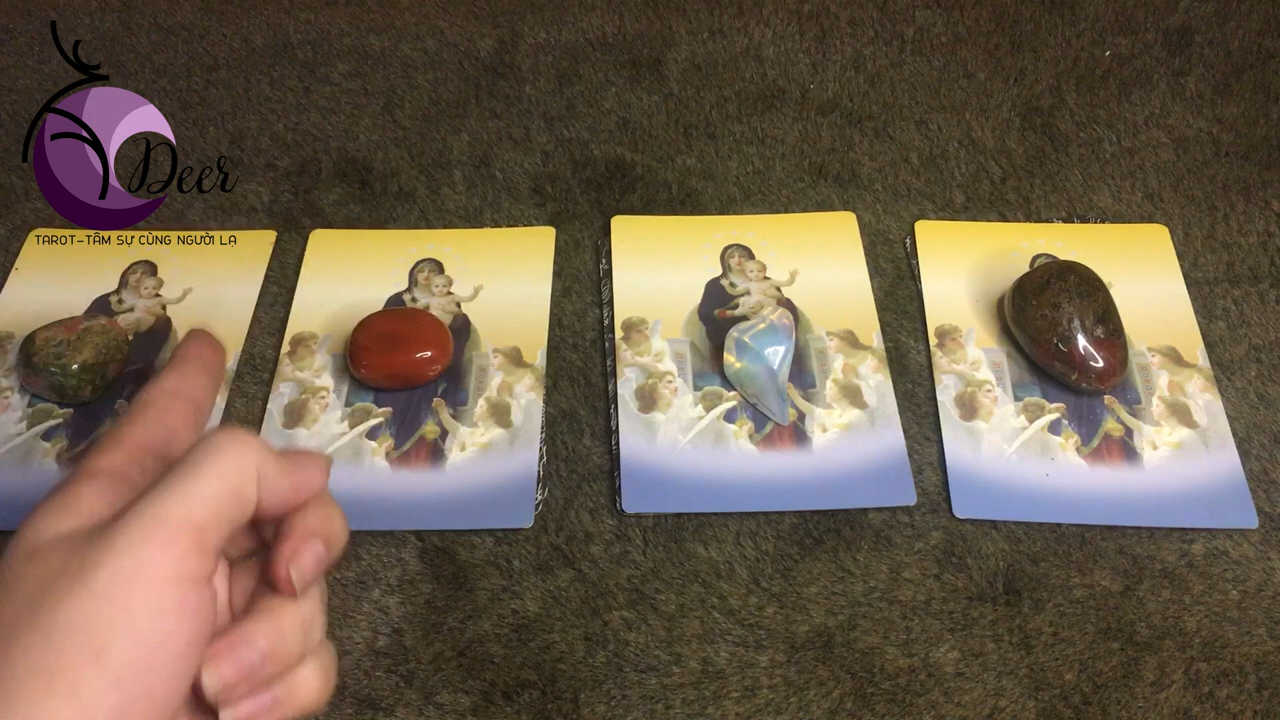 Deer
TAROT-TÂM SỰ CÙNG NGƯỜI LẠ